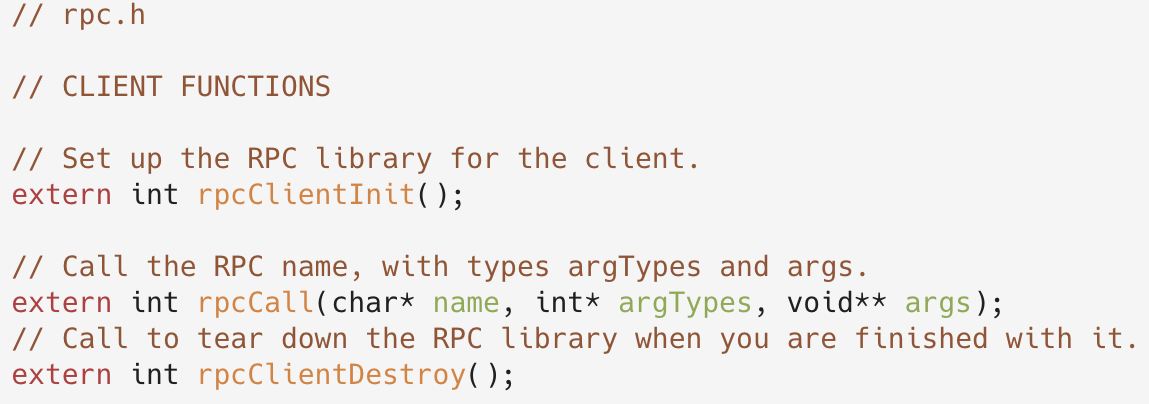 // rpc.h
// CLIENT FUNCTIONS
// Set up the RPC library for the client.
extern int rpcClientInit();
// Call the RPC name, with types argTypes and args.
extern int rpcCall(char* name, int* argTypes, void** args);
// Call to tear down the RPC library when you are finished with it.
extern int rpcClientDestroy();